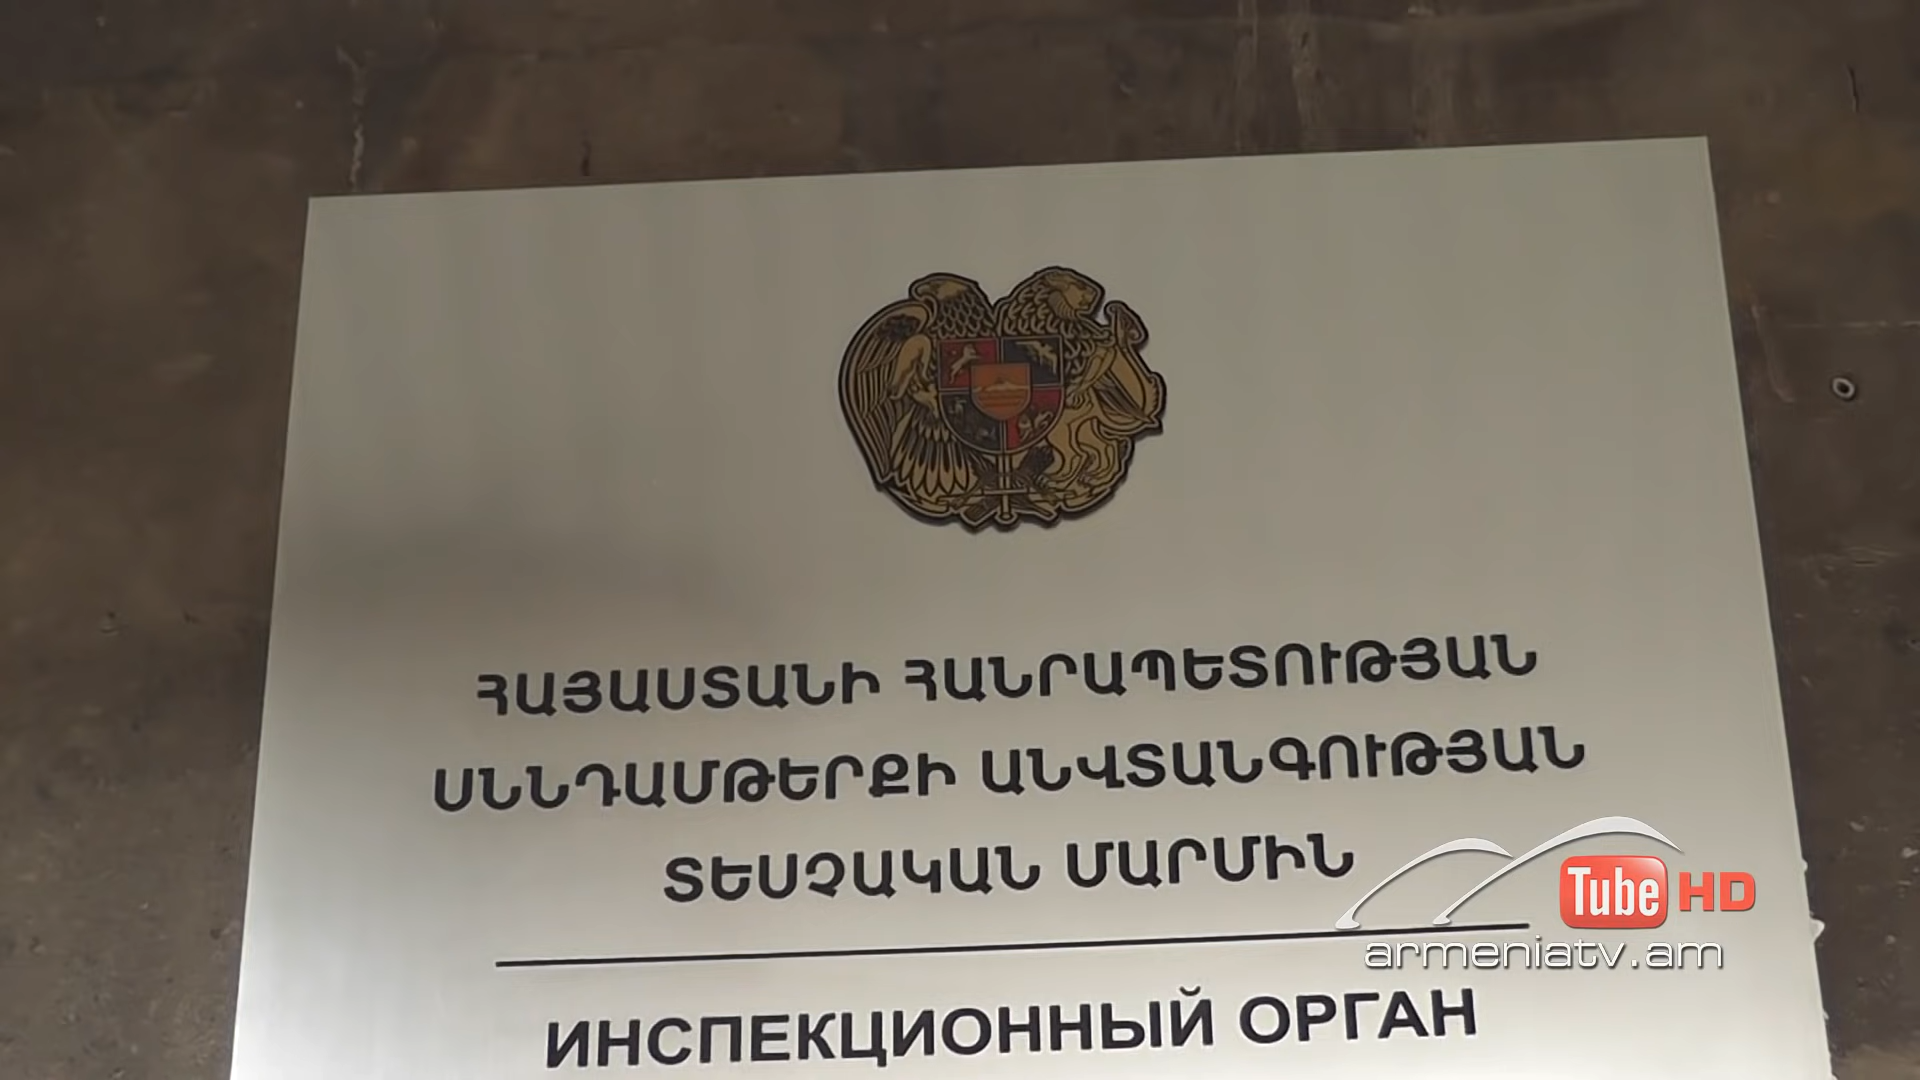 ՀԱՅԱՍՏԱՆԻ ՀԱՆՐԱՊԵՏՈՒԹՅԱՆ
ՍՆՆԴԱՄԹԵՐՔԻ ԱՆՎՏԱՆԳՈՒԹՅԱՆ
ՏԵՍՉԱԿԱՆ ՄԱՐՄԻՆ
ИНСПЕКЦИОННЫЙ ОРГАН
Tube HD
armeniatv.am